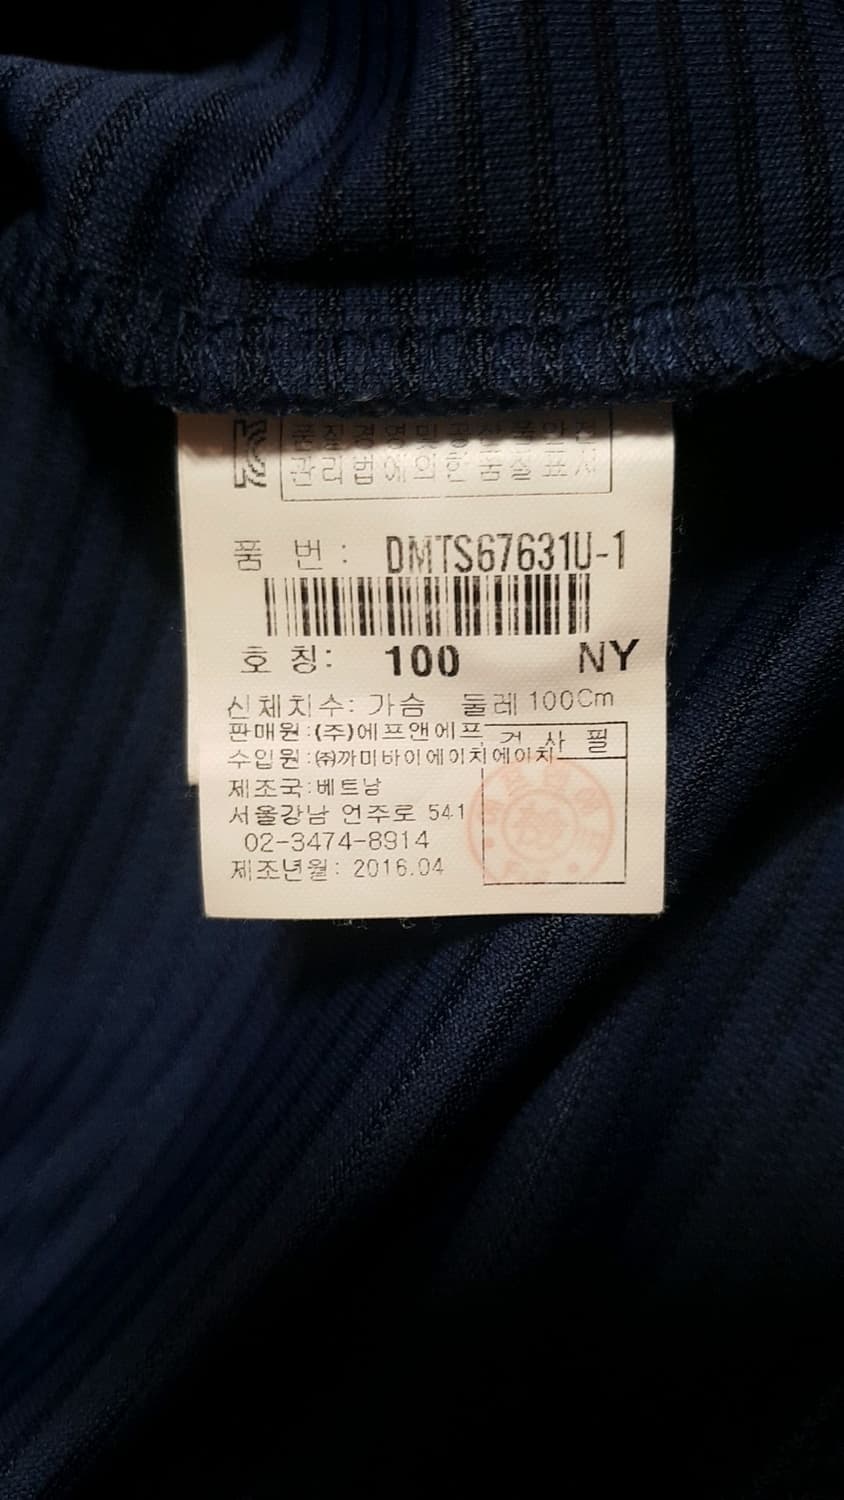 품질경영및공산품안전
관리법에의한품질표시
품 번: DMTS67631U-1
호 칭: 100 NY
신체치수: 가슴 둘레 100Cm
판매원:(주)에프앤에프
검 사 필
수입원:㈜까미바이에이치에이치
제조국:베트남
서울강남 언주로 541
02-3474-8914
제조년월: 2016.04